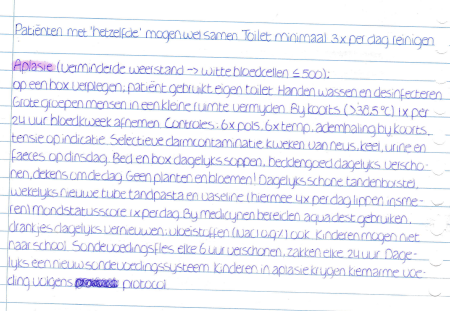 Patiënten met 'hetzelfde' mogen wel samen. Toilet minimaal 3x per dag reinigen
Aplasie (verminderde weerstand → witte bloedcellen ≤ 500):
op een box verplegen, patient gebruikt eigen toilet. Handen wassen en desinfecteren.
Grote groepen mensen in een kleine ruimte vermijden. Bij koorts (>38,5 °C) 1x per
24 uur bloedkweek afnemen. Controles: 6x pols, 6x temp, ademhaling bij koorts,
tensie op indicatie. Selectieve darmcontaminatie kweken van neus, keel, urine en
faeces op dinsdag. Bed en box dagelijks soppen, beddengoed dagelijks verscho-
nen, dekens om de dag. Geen planten en bloemen! Dagelijks schone tandenborstel,
wekelijks nieuwe tube tandpasta en vaseline (hiermee 4x per dag lippen insme-
ren) mondstatusscore 1x per dag. Bij medicijnen bereiden aqua dest gebruiken,
drankjes dagelijks vernieuwen, vloeistoffen (NaCl 0,9%) ook. Kinderen mogen niet
naar school. Sondevoedingsfles elke 6 uur verschonen, zakken elke 24 uur. Dage-
lijks een nieuw sondevoedingssysteem. Kinderen in aplasie krijgen kiemarme voe-
ding volgens protocol.